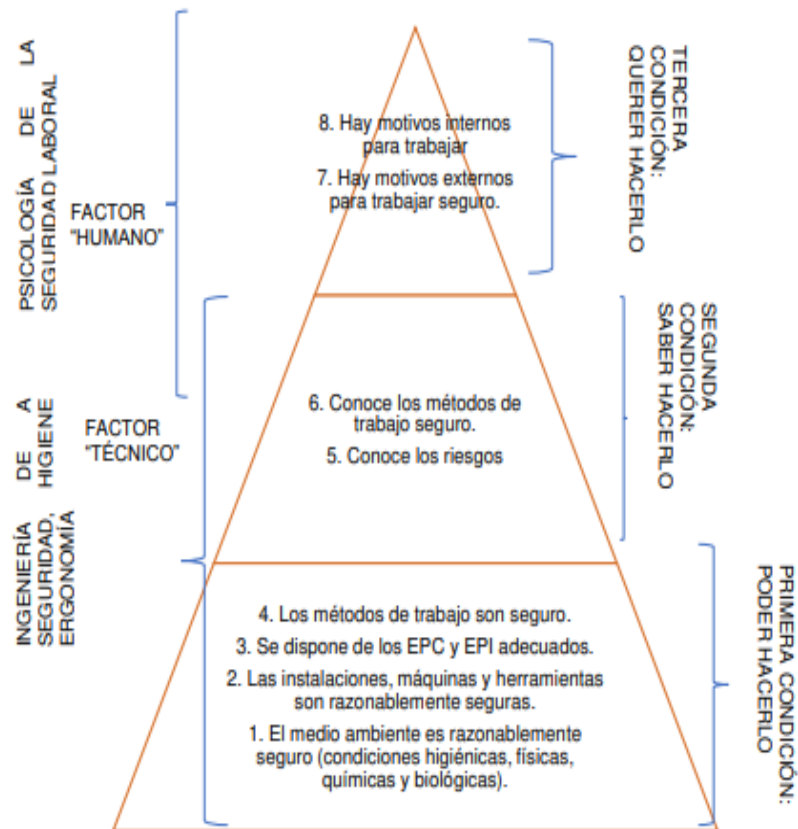 PSICOLOGÍA DE LA
SEGURIDAD LABORAL
FACTOR
"HUMANO"
8. Hay motivos internos
para trabajar
7. Hay motivos externos
para trabajar seguro.
TERCERA
CONDICIÓN:
QUERER HACERLO
INGENIERÍA DE A
SEGURIDAD, HIGIENE
ERGONOMÍA
FACTOR
"TÉCNICO"
6. Conoce los métodos de
trabajo seguro.
5. Conoce los riesgos
SEGUNDA
CONDICIÓN:
SABER HACERLO
4. Los métodos de trabajo son seguro.
3. Se dispone de los EPC y EPI adecuados.
2. Las instalaciones, máquinas y herramientas
son razonablemente seguras.
1. El medio ambiente es razonablemente
seguro (condiciones higiénicas, físicas,
químicas y biológicas).
PRIMERA CONDICIÓN:
PODER HACERLO